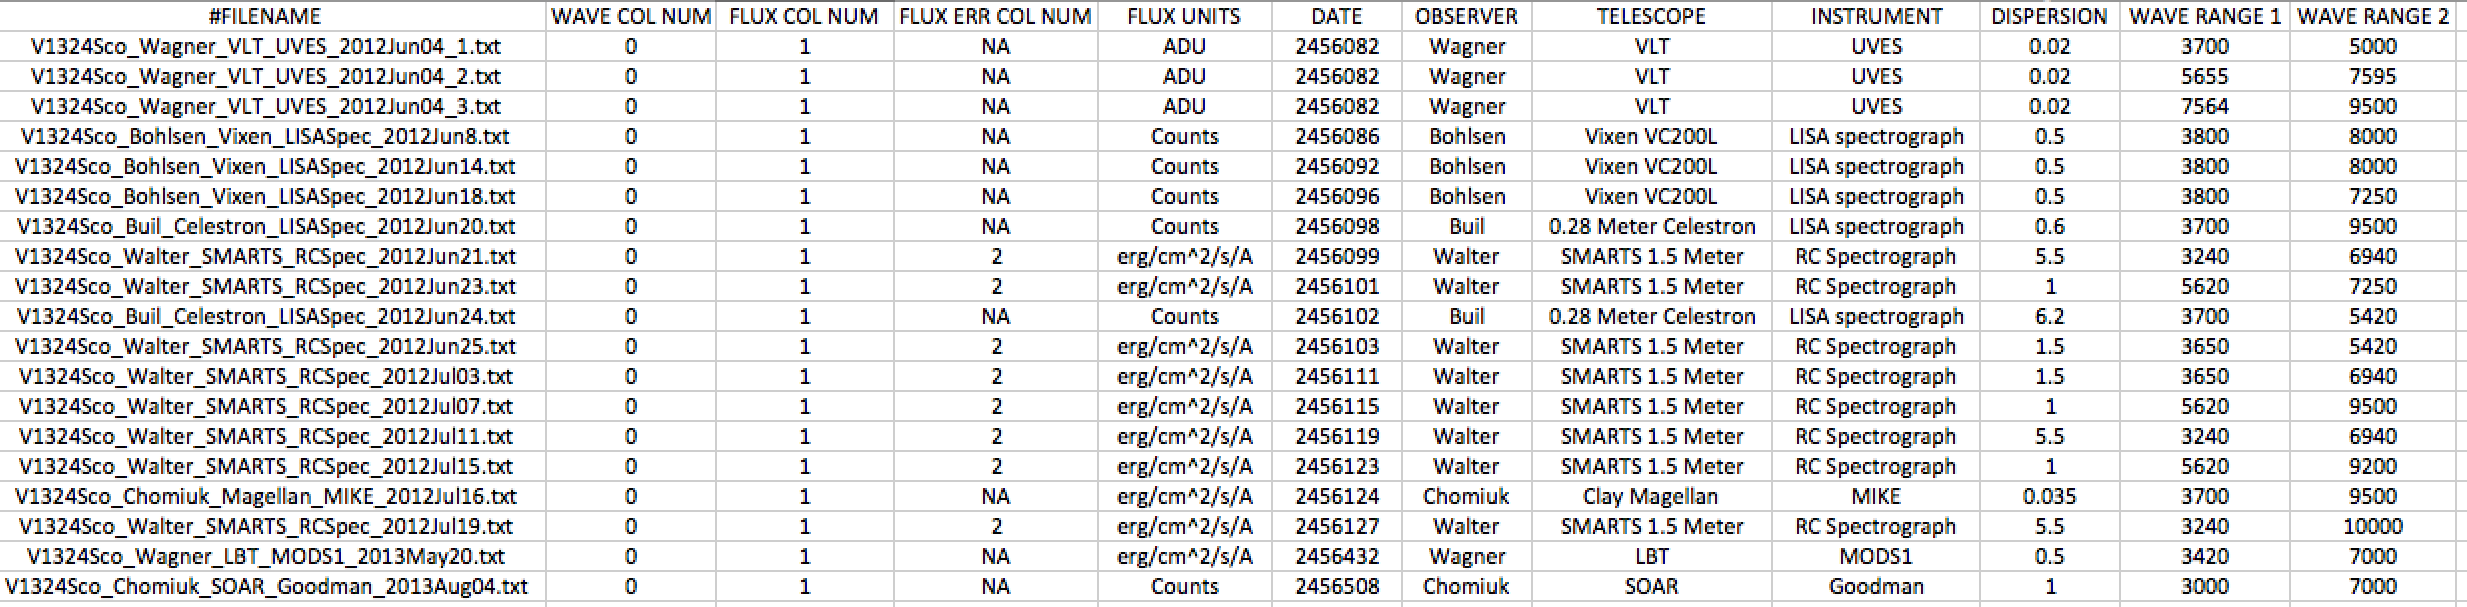 #FILENAME WAVE COL NUM FLUX COL NUM FLUX ERR COL NUM FLUX UNITS DATE OBSERVER TELESCOPE INSTRUMENT DISPERSION WAVE RANGE 1 WAVE RANGE 2
V1324Sco_Wagner_VLT_UVES_2012Jun04_1.txt 0 1 NA ADU 2456082 Wagner VLT UVES 0.02 3700 5000
V1324Sco_Wagner_VLT_UVES_2012Jun04_2.txt 0 1 NA ADU 2456082 Wagner VLT UVES 0.02 5655 7595
V1324Sco_Wagner_VLT_UVES_2012Jun04_3.txt 0 1 NA ADU 2456082 Wagner VLT UVES 0.02 7564 9500
V1324Sco_Bohlsen_Vixen_LISASpec_2012Jun8.txt 0 1 NA Counts 2456086 Bohlsen Vixen VC200L LISA spectrograph 0.5 3800 8000
V1324Sco_Bohlsen_Vixen_LISASpec_2012Jun14.txt 0 1 NA Counts 2456092 Bohlsen Vixen VC200L LISA spectrograph 0.5 3800 8000
V1324Sco_Bohlsen_Vixen_LISASpec_2012Jun18.txt 0 1 NA Counts 2456096 Bohlsen Vixen VC200L LISA spectrograph 0.5 3800 7250
V1324Sco_Buil_Celestron_LISASpec_2012Jun20.txt 0 1 NA Counts 2456098 Buil 0.28 Meter Celestron LISA spectrograph 0.6 3700 9500
V1324Sco_Walter_SMARTS_RCSpec_2012Jun21.txt 0 1 2 erg/cm^2/s/A 2456099 Walter SMARTS 1.5 Meter RC Spectrograph 5.5 3240 6940
V1324Sco_Walter_SMARTS_RCSpec_2012Jun23.txt 0 1 2 erg/cm^2/s/A 2456101 Walter SMARTS 1.5 Meter RC Spectrograph 1 5620 7250
V1324Sco_Buil_Celestron_LISASpec_2012Jun24.txt 0 1 NA Counts 2456102 Buil 0.28 Meter Celestron LISA spectrograph 6.2 3700 5420
V1324Sco_Walter_SMARTS_RCSpec_2012Jun25.txt 0 1 2 erg/cm^2/s/A 2456103 Walter SMARTS 1.5 Meter RC Spectrograph 1.5 3650 5420
V1324Sco_Walter_SMARTS_RCSpec_2012Jul03.txt 0 1 2 erg/cm^2/s/A 2456111 Walter SMARTS 1.5 Meter RC Spectrograph 1.5 3650 6940
V1324Sco_Walter_SMARTS_RCSpec_2012Jul07.txt 0 1 2 erg/cm^2/s/A 2456115 Walter SMARTS 1.5 Meter RC Spectrograph 1 5620 9500
V1324Sco_Walter_SMARTS_RCSpec_2012Jul11.txt 0 1 2 erg/cm^2/s/A 2456119 Walter SMARTS 1.5 Meter RC Spectrograph 5.5 3240 6940
V1324Sco_Walter_SMARTS_RCSpec_2012Jul15.txt 0 1 2 erg/cm^2/s/A 2456123 Walter SMARTS 1.5 Meter RC Spectrograph 1 5620 9200
V1324Sco_Chomiuk_Magellan_MIKE_2012Jul16.txt 0 1 NA erg/cm^2/s/A 2456124 Chomiuk Clay Magellan MIKE 0.035 3700 9500
V1324Sco_Walter_SMARTS_RCSpec_2012Jul19.txt 0 1 2 erg/cm^2/s/A 2456127 Walter SMARTS 1.5 Meter RC Spectrograph 5.5 3240 10000
V1324Sco_Wagner_LBT_MODS1_2013May20.txt 0 1 NA erg/cm^2/s/A 2456432 Wagner LBT MODS1 0.5 3420 7000
V1324Sco_Chomiuk_SOAR_Goodman_2013Aug04.txt 0 1 NA Counts 2456508 Chomiuk SOAR Goodman 1 3000 7000